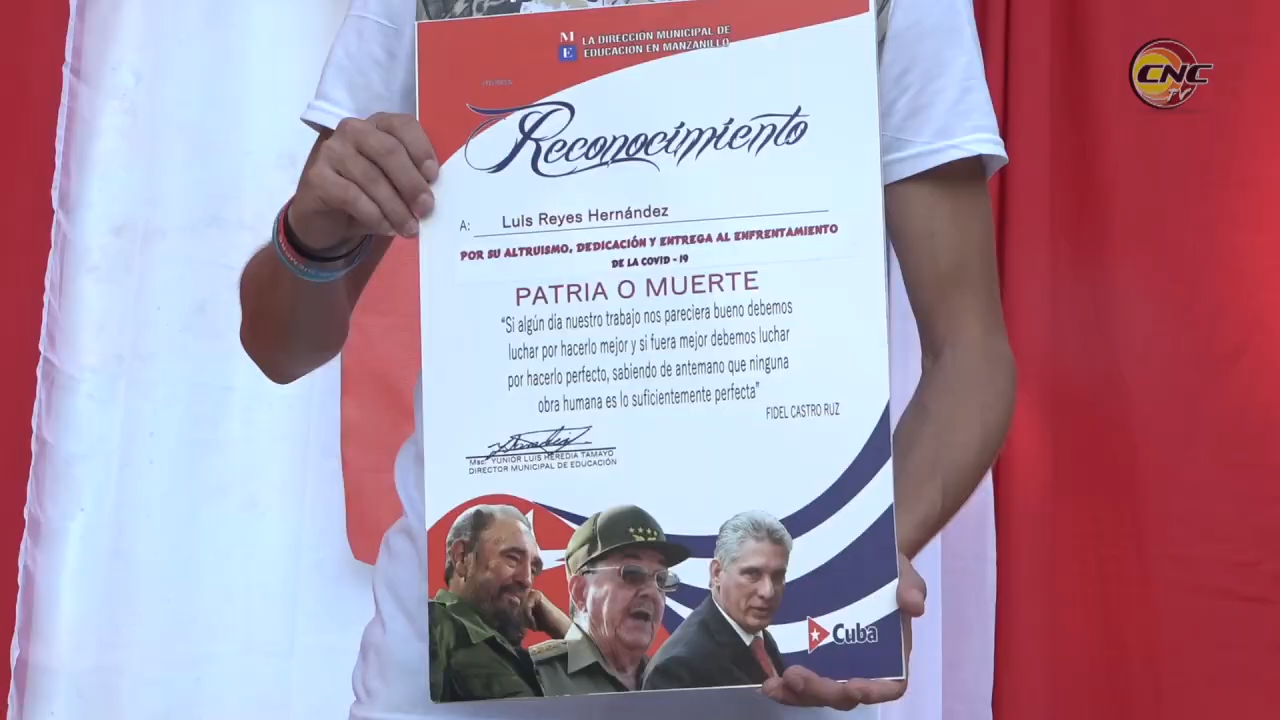 CNC
TV
M
E
LA DIRECCIÓN MUNICIPAL DE
EDUCACIÓN EN MANZANILLO
Reconocimiento
A: Luis Reyes Hernández
POR SU ALTRUISMO, DEDICACIÓN Y ENTREGA AL ENFRENTAMIENTO
DE LA COVID - 19
PATRIA O MUERTE
“Si algún día nuestro trabajo nos pareciera bueno debemos
luchar por hacerlo mejor y si fuera mejor debemos luchar
por hacerlo perfecto, sabiendo de antemano que ninguna
obra humana es lo suficientemente perfecta”
FIDEL CASTRO RUZ
Msc. YUNIOR LUIS HEREDIA TAMAYO
DIRECTOR MUNICIPAL DE EDUCACIÓN
Cuba